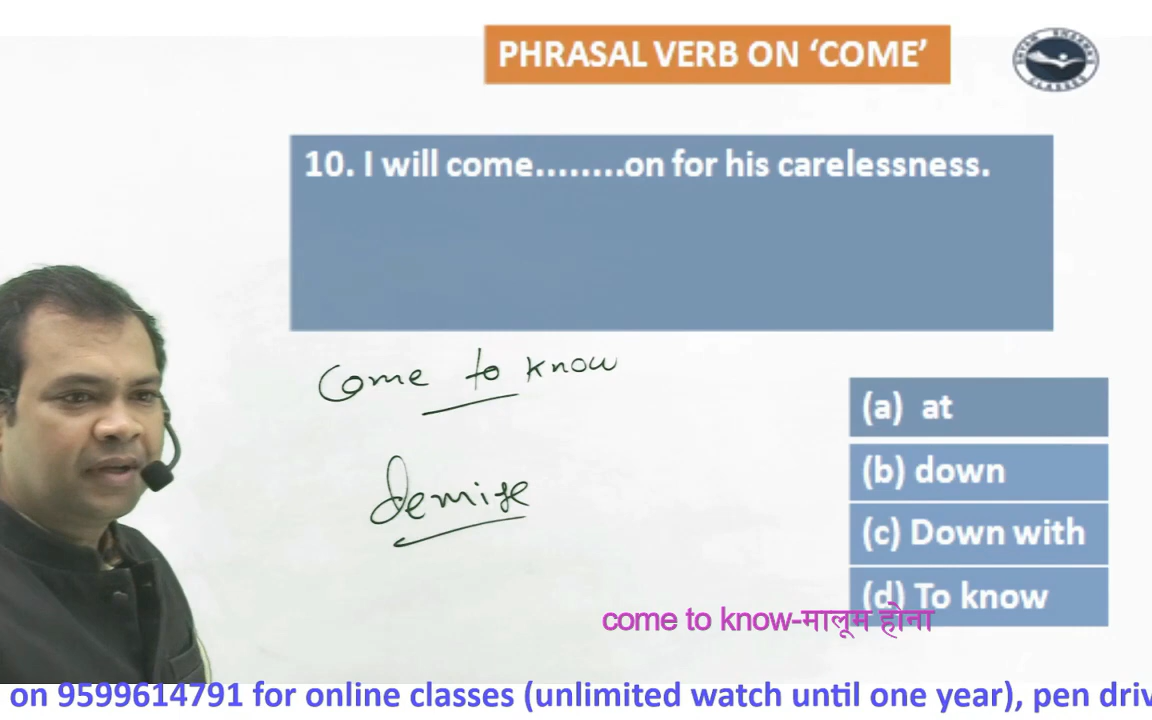 PHRASAL VERB ON ‘COME’
10. I will come........on for his carelessness.
Come to know
demise
(a) at
(b) down
(c) Down with
(d) To know
come to know-मालूम होना
on 9599614791 for online classes (unlimited watch until one year), pen driv